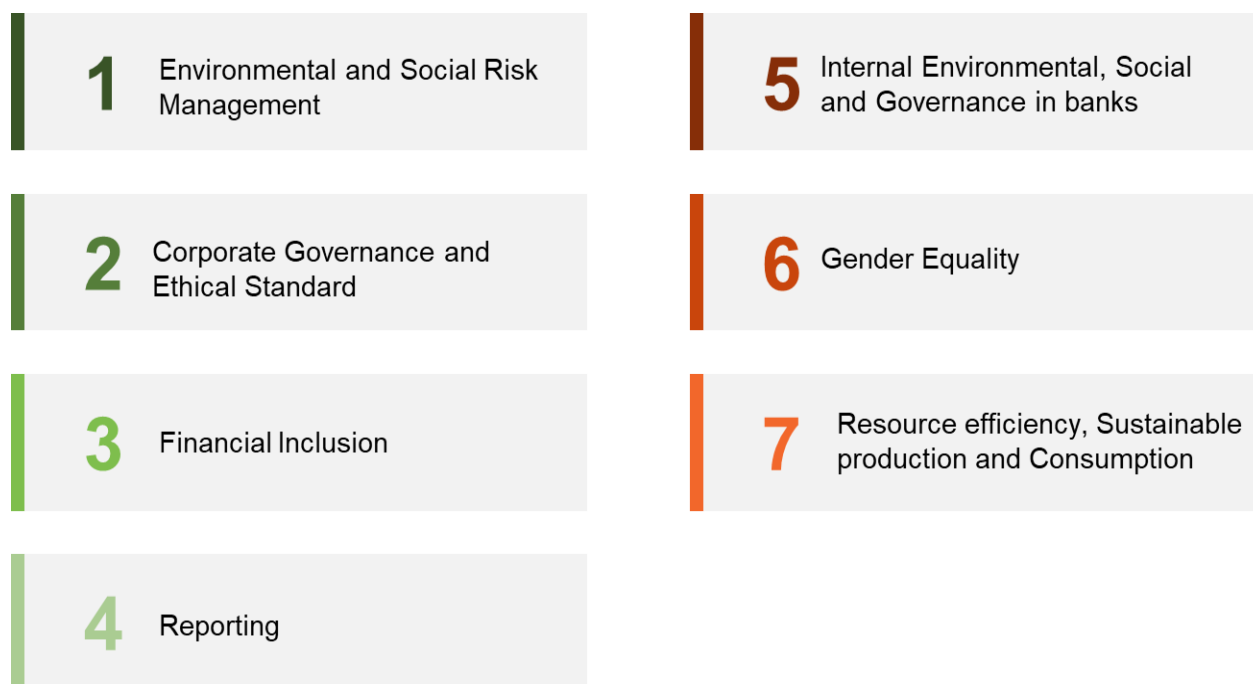 1
Environmental and Social Risk
Management
2
Corporate Governance and
Ethical Standard
3
Financial Inclusion
4
Reporting
5
Internal Environmental, Social
and Governance in banks
6
Gender Equality
7
Resource efficiency, Sustainable
production and Consumption